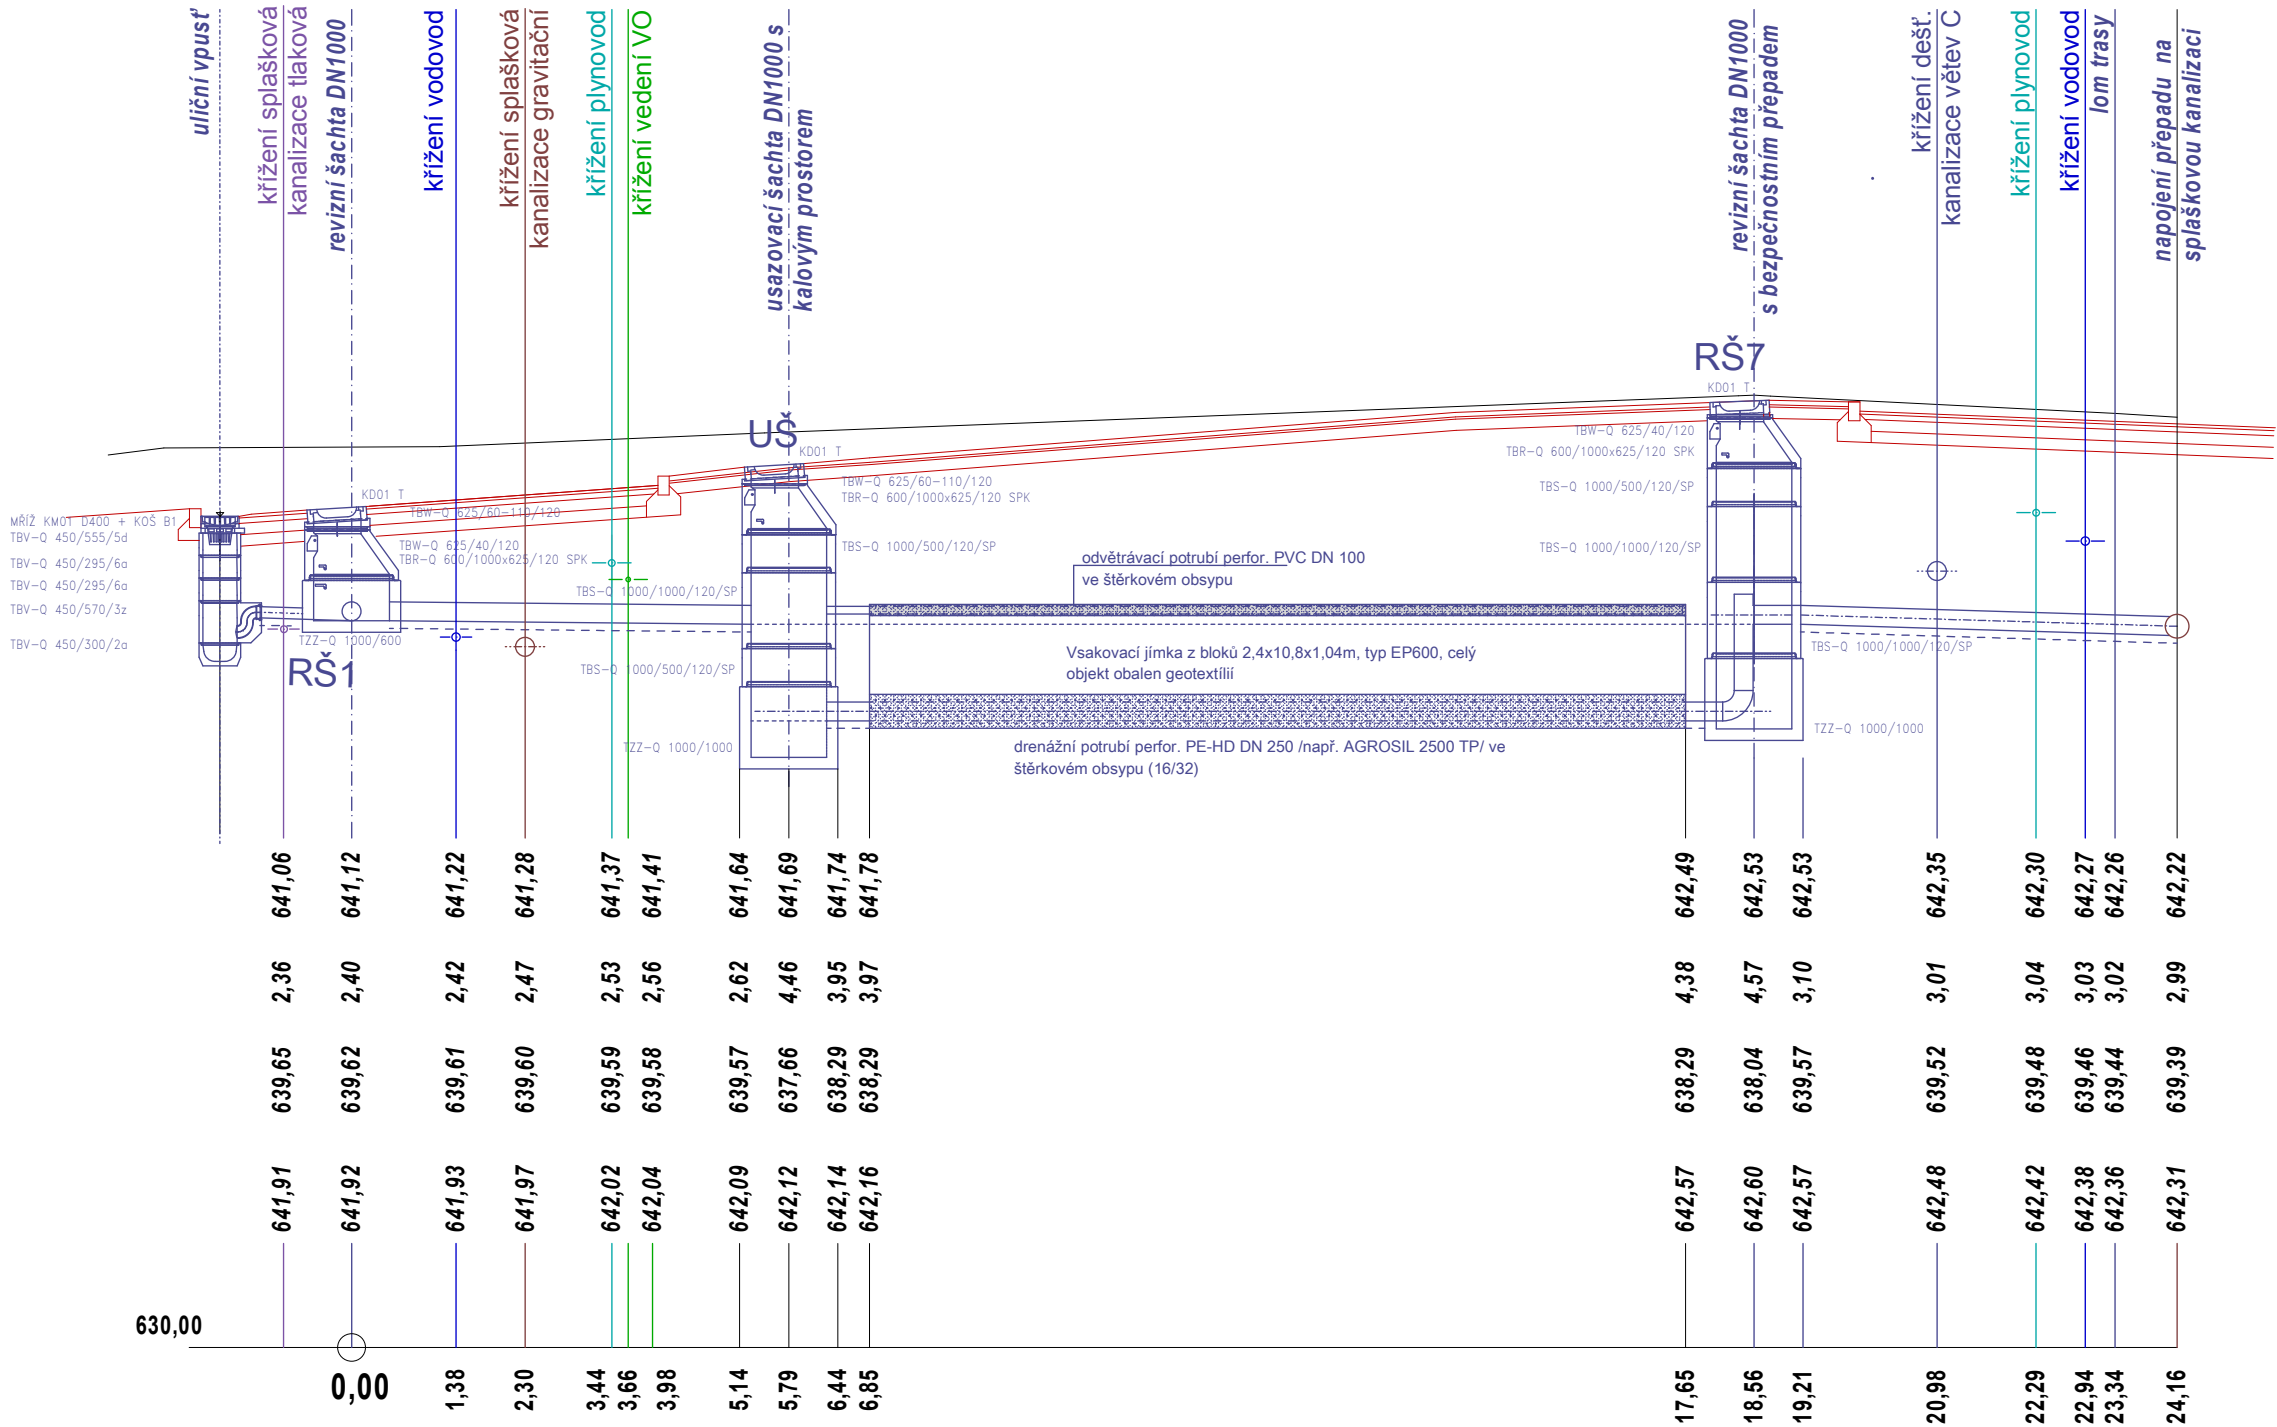 uliční vpusť
křížení splašková
kanalizace tlaková
revizní šachta DN1000
křížení vodovod
křížení splašková
kanalizace gravitační
křížení plynovod
křížení vedení VO
usazovací šachta DN1000 s
kalovým prostorem
revizní šachta DN1000
s bezpečnostním přepadem
křížení dešť.
kanalizace větev C
křížení plynovod
křížení vodovod
lom trasy
napojení přepadu na
splaškovou kanalizaci
RŠ7
KD01 T
UŠ
KD01 T
TBW-Q 625/40/120
TBR-Q 600/1000x625/120 SPK
TBS-Q 1000/500/120/SP
TBS-Q 1000/1000/120/SP
TBW-Q 625/60-110/120
TBR-Q 600/1000x625/120 SPK
TBS-Q 1000/500/120/SP
KD01 T
TBW-Q 625/60-110/120
MŘÍŽ KM01 D400 + KOŠ B1
TBV-Q 450/555/5d
TBV-Q 450/295/6a
TBV-Q 450/295/6a
TBV-Q 450/570/3z
TBV-Q 450/300/2a
TBW-Q 625/40/120
TBR-Q 600/1000x625/120 SPK
TBS-Q 1000/1000/120/SP
TZZ-Q 1000/600
RŠ1
TBS-Q 1000/500/120/SP
TZZ-Q 1000/1000
odvětrávací potrubí perfor. PVC DN 100
ve štěrkovém obsypu
Vsakovací jímka z bloků 2,4x10,8x1,04m, typ EP600, celý
objekt obalen geotextílií
drenážní potrubí perfor. PE-HD DN 250 /např. AGROSIL 2500 TP/ ve
štěrkovém obsypu (16/32)
TBS-Q 1000/1000/120/SP
TZZ-Q 1000/1000
641,06 641,12 641,22 641,28 641,37 641,41 641,64 641,69 641,74 641,78 642,49 642,53 642,53 642,35 642,30 642,27 642,26 642,22
2,36 2,40 2,42 2,47 2,53 2,56 2,62 4,46 3,95 3,97 4,38 4,57 3,10 3,01 3,04 3,03 3,02 2,99
639,65 639,62 639,61 639,60 639,59 639,58 639,57 637,66 638,29 638,29 638,29 638,04 639,57 639,52 639,48 639,46 639,44 639,39
641,91 641,92 641,93 641,97 642,02 642,04 642,09 642,12 642,14 642,16 642,57 642,60 642,57 642,48 642,42 642,38 642,36 642,31
630,00
0,00 1,38 2,30 3,44 3,66 3,98 5,14 5,79 6,44 6,85 17,65 18,56 19,21 20,98 22,29 22,94 23,34 24,16